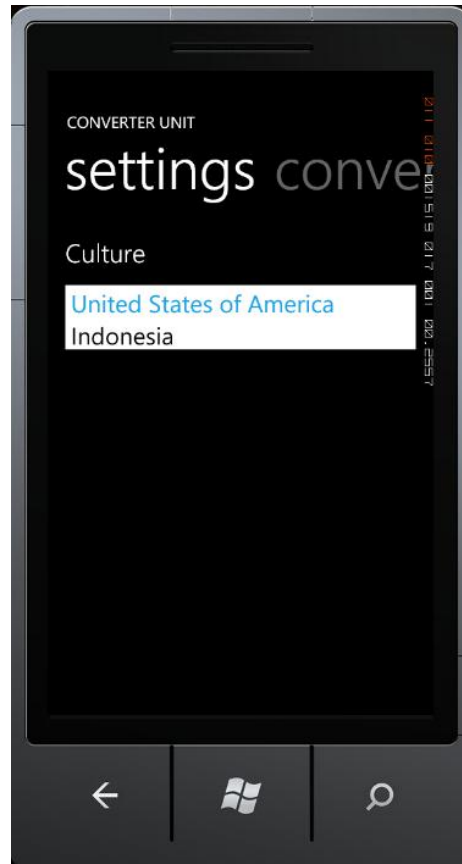 CONVERTER UNIT
settings conve
Culture
United States of America
Indonesia